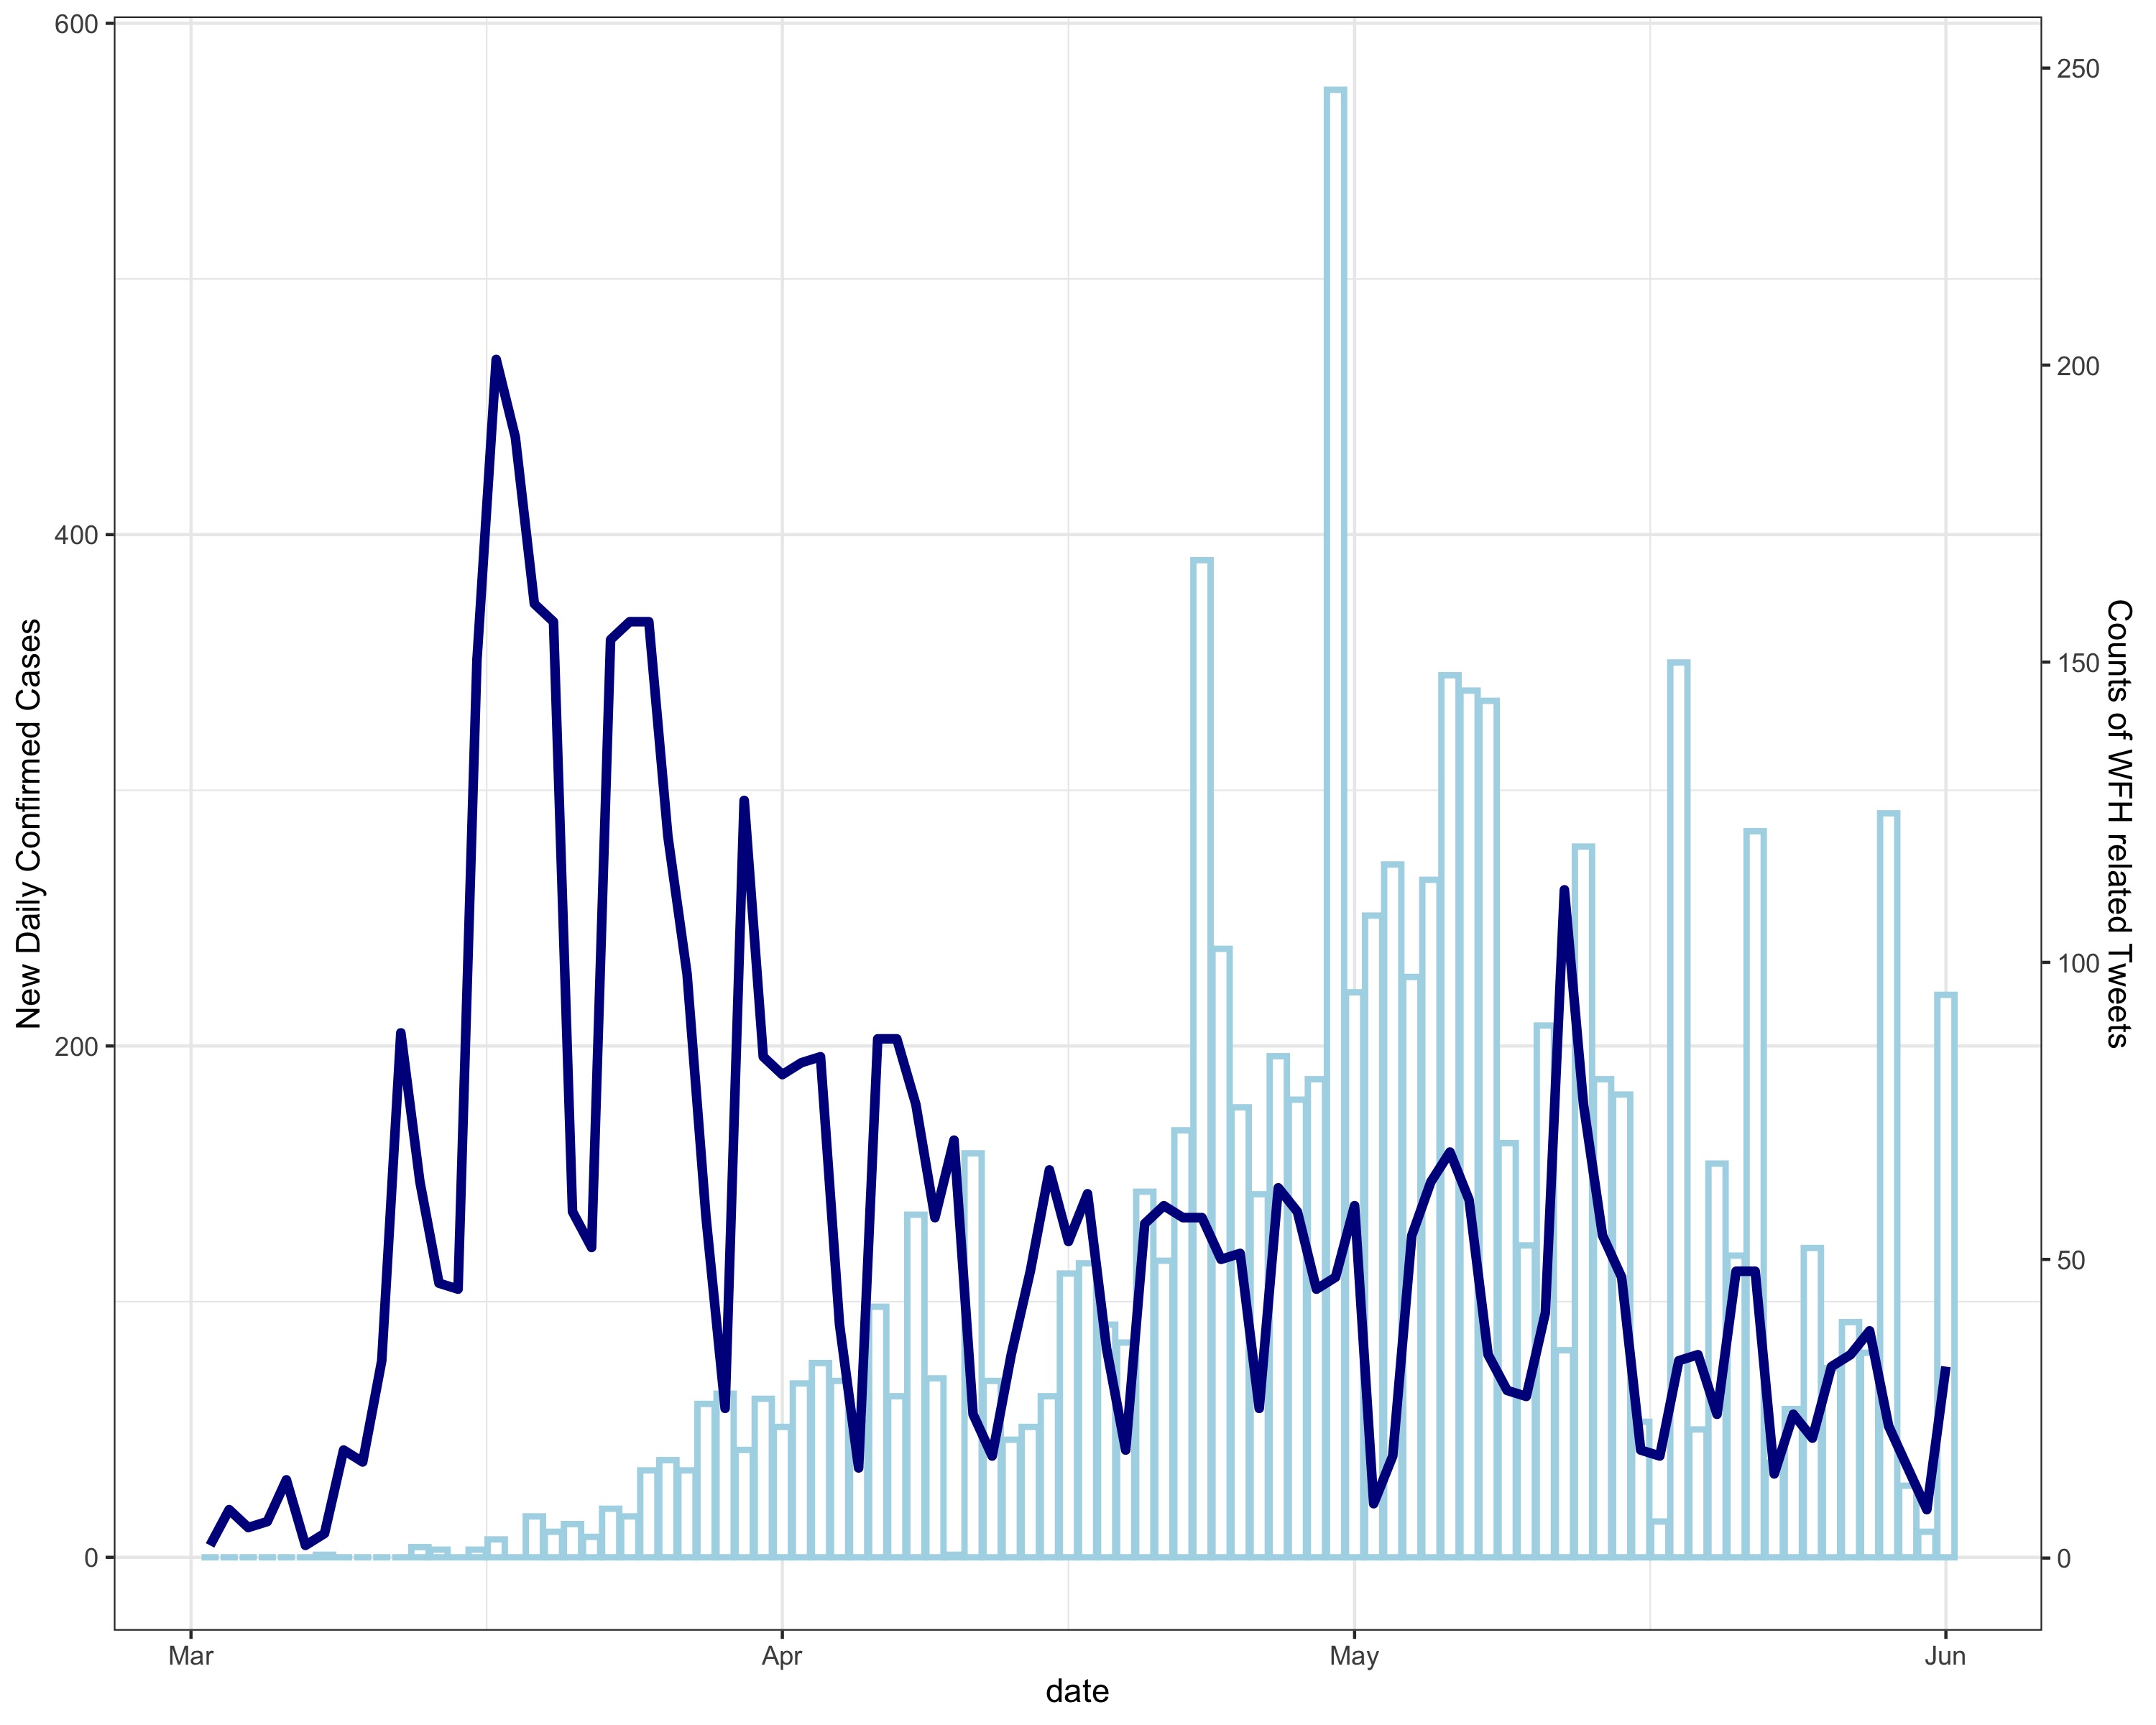 600
400
200
0
New Daily Confirmed Cases
250
200
150
100
50
0
Counts of WFH related Tweets
Mar
Apr
May
Jun
date